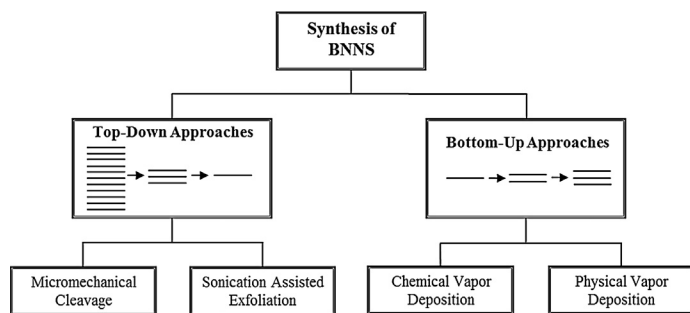 Synthesis of
BNNS
Top-Down Approaches
Bottom-Up Approaches
Micromechanical
Cleavage
Sonication Assisted
Exfoliation
Chemical Vapor
Deposition
Physical Vapor
Deposition